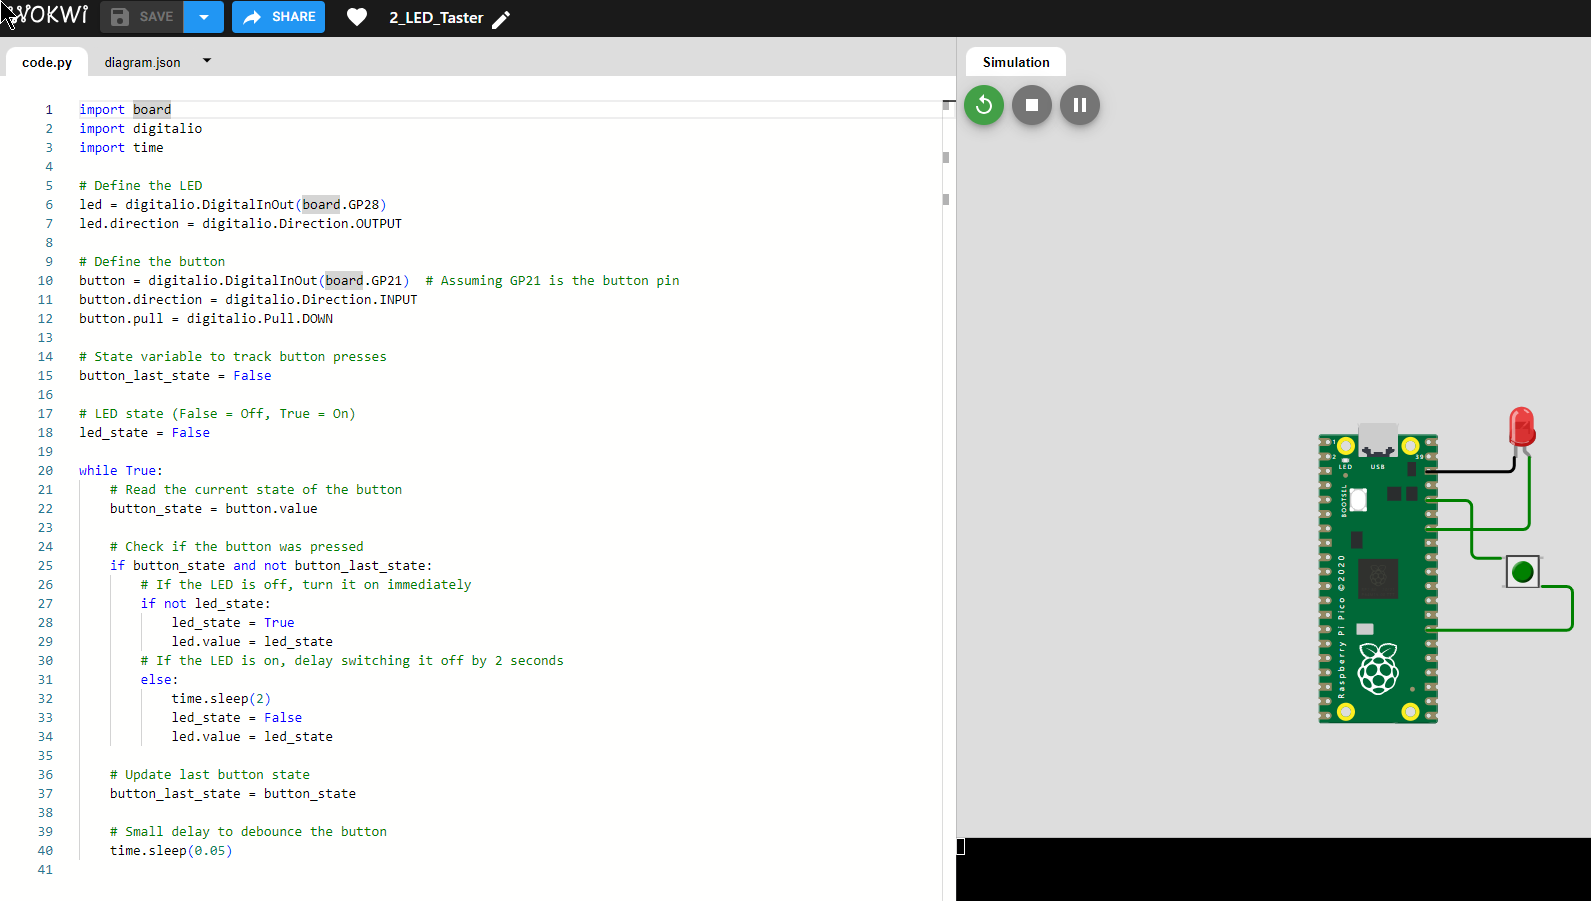 WOKWI SAVE SHARE 2_LED_Taster
code.py diagram.json
Simulation
1 import board
2 import digitalio
3 import time
4
5 # Define the LED
6 led = digitalio.DigitalInOut(board.GP28)
7 led.direction = digitalio.Direction.OUTPUT
8
9 # Define the button
10 button = digitalio.DigitalInOut(board.GP21)  # Assuming GP21 is the button pin
11 button.direction = digitalio.Direction.INPUT
12 button.pull = digitalio.Pull.DOWN
13
14 # State variable to track button presses
15 button_last_state = False
16
17 # LED state (False = Off, True = On)
18 led_state = False
19
20 while True:
21     # Read the current state of the button
22     button_state = button.value
23
24     # Check if the button was pressed
25     if button_state and not button_last_state:
26         # If the LED is off, turn it on immediately
27         if not led_state:
28             led_state = True
29             led.value = led_state
30         # If the LED is on, delay switching it off by 2 seconds
31         else:
32             time.sleep(2)
33             led_state = False
34             led.value = led_state
35
36     # Update last button state
37     button_last_state = button_state
38
39     # Small delay to debounce the button
40     time.sleep(0.05)
41
1
2
39
LED USB
BOOTSEL
Raspberry Pi Pico ©2020